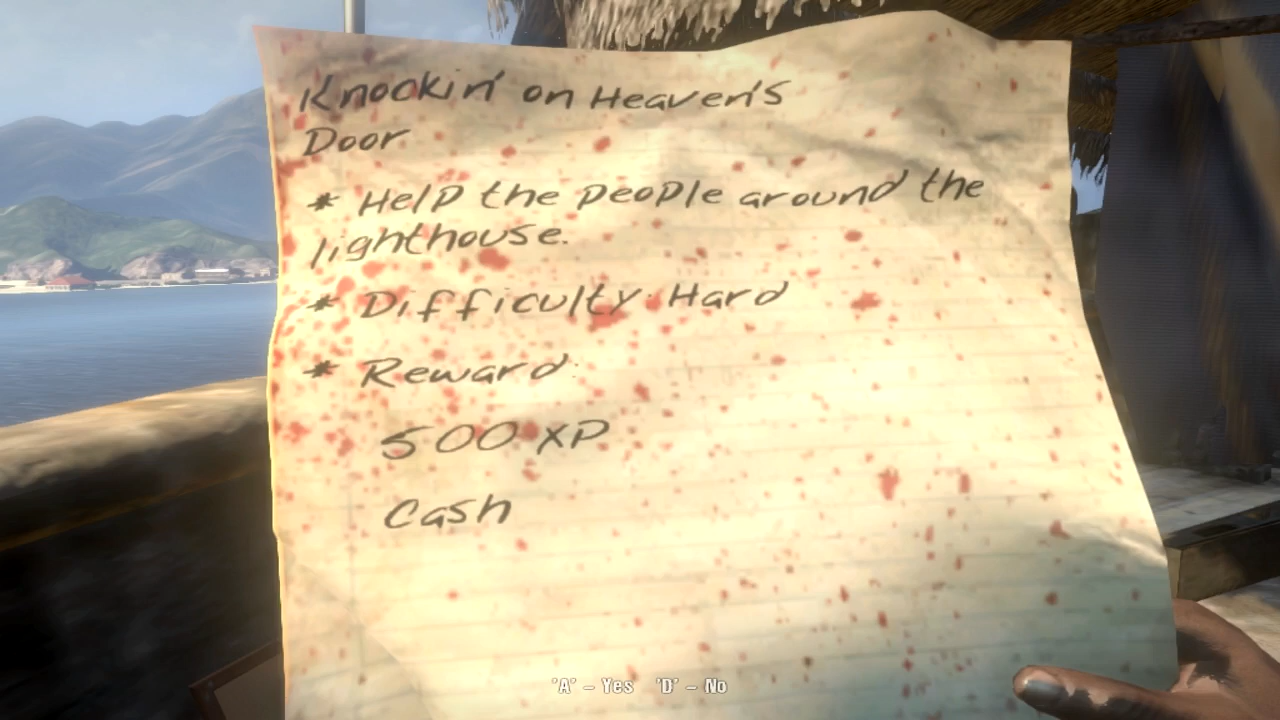 Knockin' on Heaven's
Door
* Help the people around the
lighthouse.
* Difficulty: Hard
* Reward:
500 XP
Cash
'A' - Yes 'D' - No